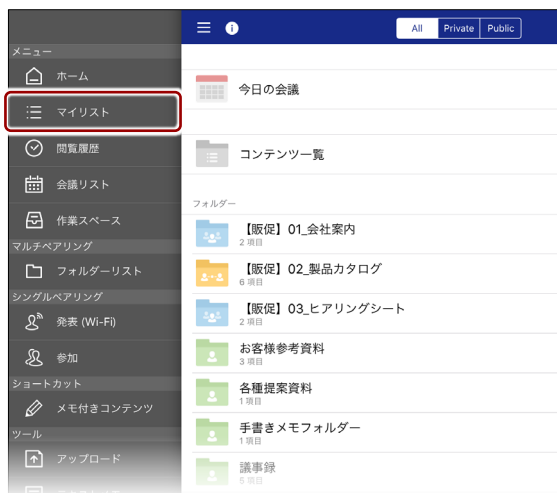 All Private Public
メニュー
ホーム
マイリスト
閲覧履歴
会議リスト
作業スペース
マルチペアリング
フォルダーリスト
シングルペアリング
発表 (Wi-Fi)
参加
ショートカット
メモ付きコンテンツ
ツール
アップロード
今日の会議
コンテンツ一覧
フォルダー
【販促】01_会社案内
2 項目
【販促】02_製品カタログ
6 項目
【販促】03_ヒアリングシート
2 項目
お客様参考資料
3 項目
各種提案資料
1 項目
手書きメモフォルダー
1 項目
議事録
5 項目